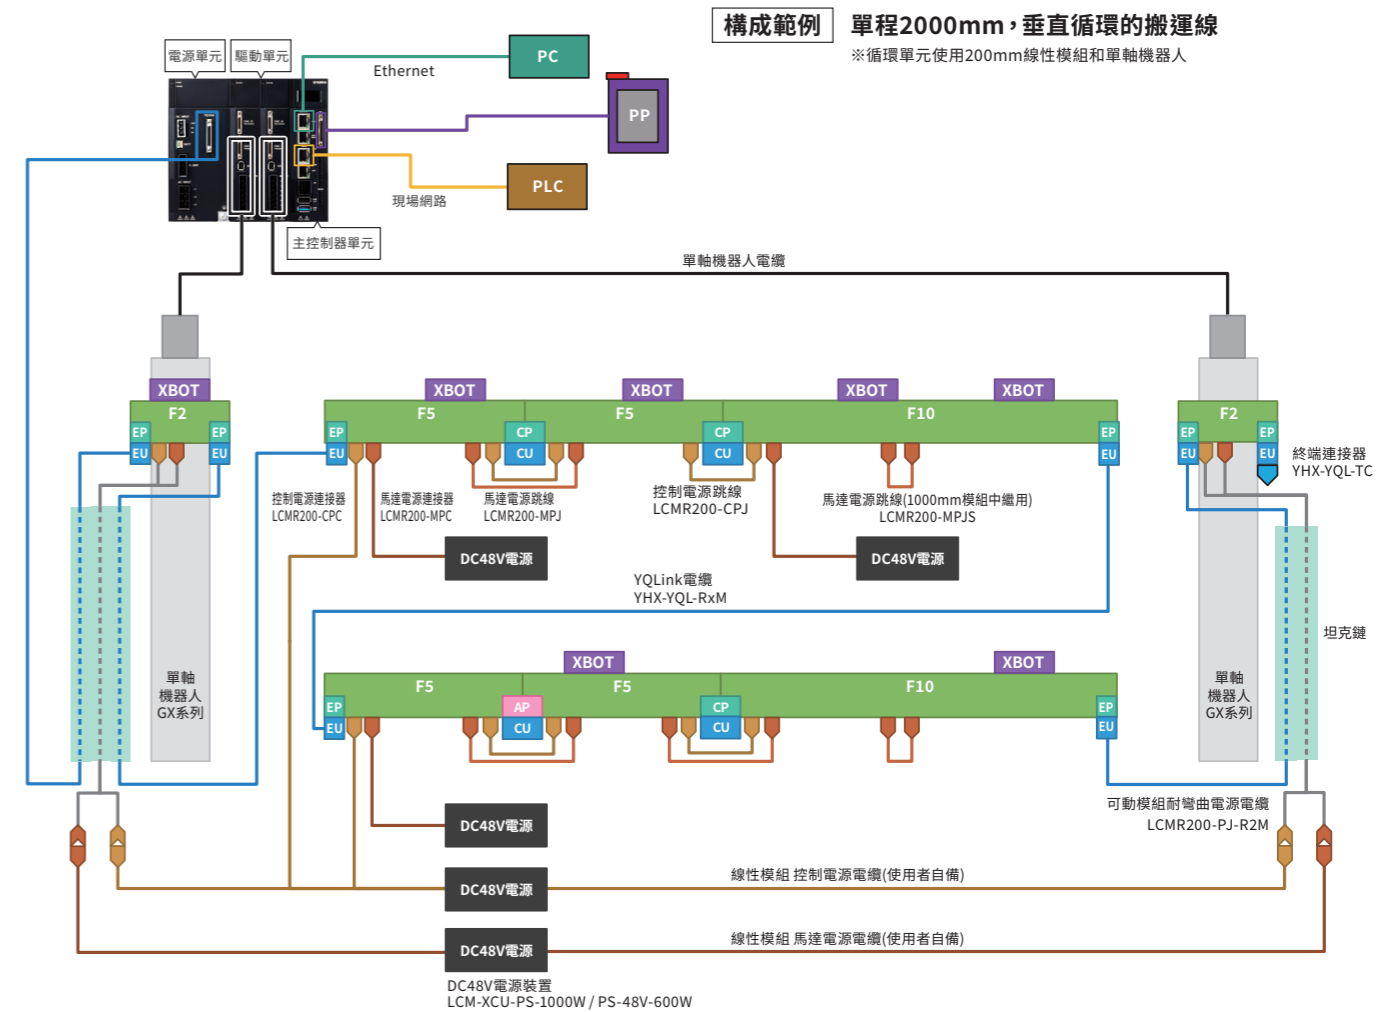 構成範例 單程2000mm，垂直循環的搬運線
※循環單元使用200mm線性模組和單軸機器人
電源單元
驅動單元
Ethernet
PC
PP
PLC
現場網路
主控制器單元
單軸機器人電纜
XBOT
F2
EP
EP
EU
EU
XBOT
XBOT
XBOT
XBOT
F5
F5
F10
EP
CP
CP
EP
EU
CU
CU
EU
F2
EP
EP
EU
EU
終端連接器
YHX-YQL-TC
控制電源連接器
LCMR200-CPC
馬達電源連接器
LCMR200-MPC
馬達電源跳線
LCMR200-MPJ
控制電源跳線
LCMR200-CPJ
馬達電源跳線(1000mm模組中繼用)
LCMR200-MPJS
DC48V電源
DC48V電源
YQLink電纜
YHX-YQL-RxM
坦克鏈
單軸
機器人
GX系列
XBOT
XBOT
F5
F5
F10
EP
AP
CP
EP
EU
CU
CU
EU
單軸
機器人
GX系列
可動模組耐彎曲電源電纜
LCMR200-PJ-R2M
DC48V電源
DC48V電源
線性模組 控制電源電纜(使用者自備)
DC48V電源
線性模組 馬達電源電纜(使用者自備)
DC48V電源裝置
LCM-XCU-PS-1000W / PS-48V-600W